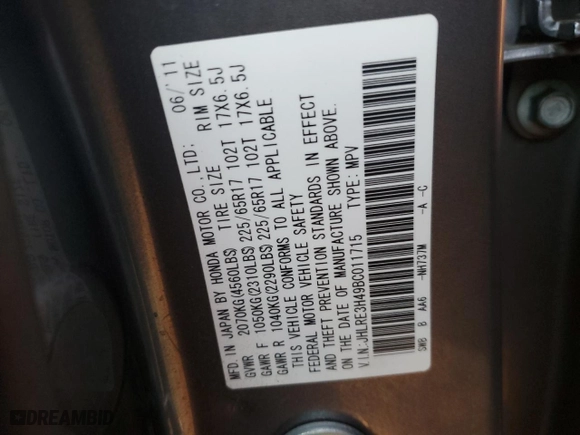 MFD. IN JAPAN BY HONDA MOTOR CO., LTD: 06/'11
GVWR 2070KG(4560LBS) TIRE SIZE RIM SIZE
GAWR F 1050KG(2310LBS) 225/65R17 102T 17X6.5J
GAWR R 1040KG(2290LBS) 225/65R17 102T 17X6.5J
THIS VEHICLE CONFORMS TO ALL APPLICABLE
FEDERAL MOTOR VEHICLE SAFETY
AND THEFT PREVENTION STANDARDS IN EFFECT
ON THE DATE OF MANUFACTURE SHOWN ABOVE.
V.I.N:JHLRE3H49BC011715 TYPE: MPV
SWB B AA6 -NH737M -A -C
DREAMBID